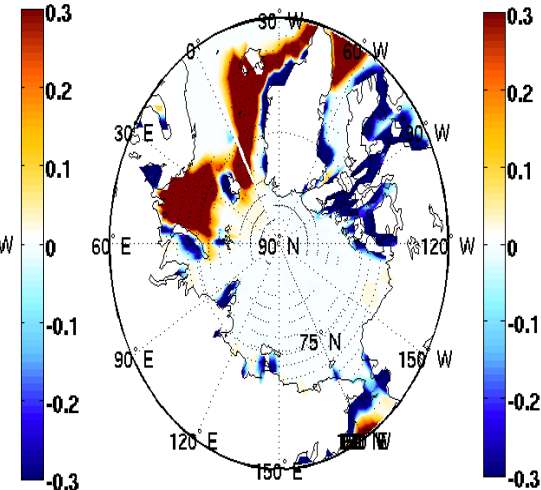 0.3
0.2
0.1
0
-0.1
-0.2
-0.3
W
30° W
0°
60° W
30° E
90° W
60° E
90° N
120° W
75° N
90° E
150° W
120° E
150° E
0.3
0.2
0.1
0
-0.1
-0.2
-0.3